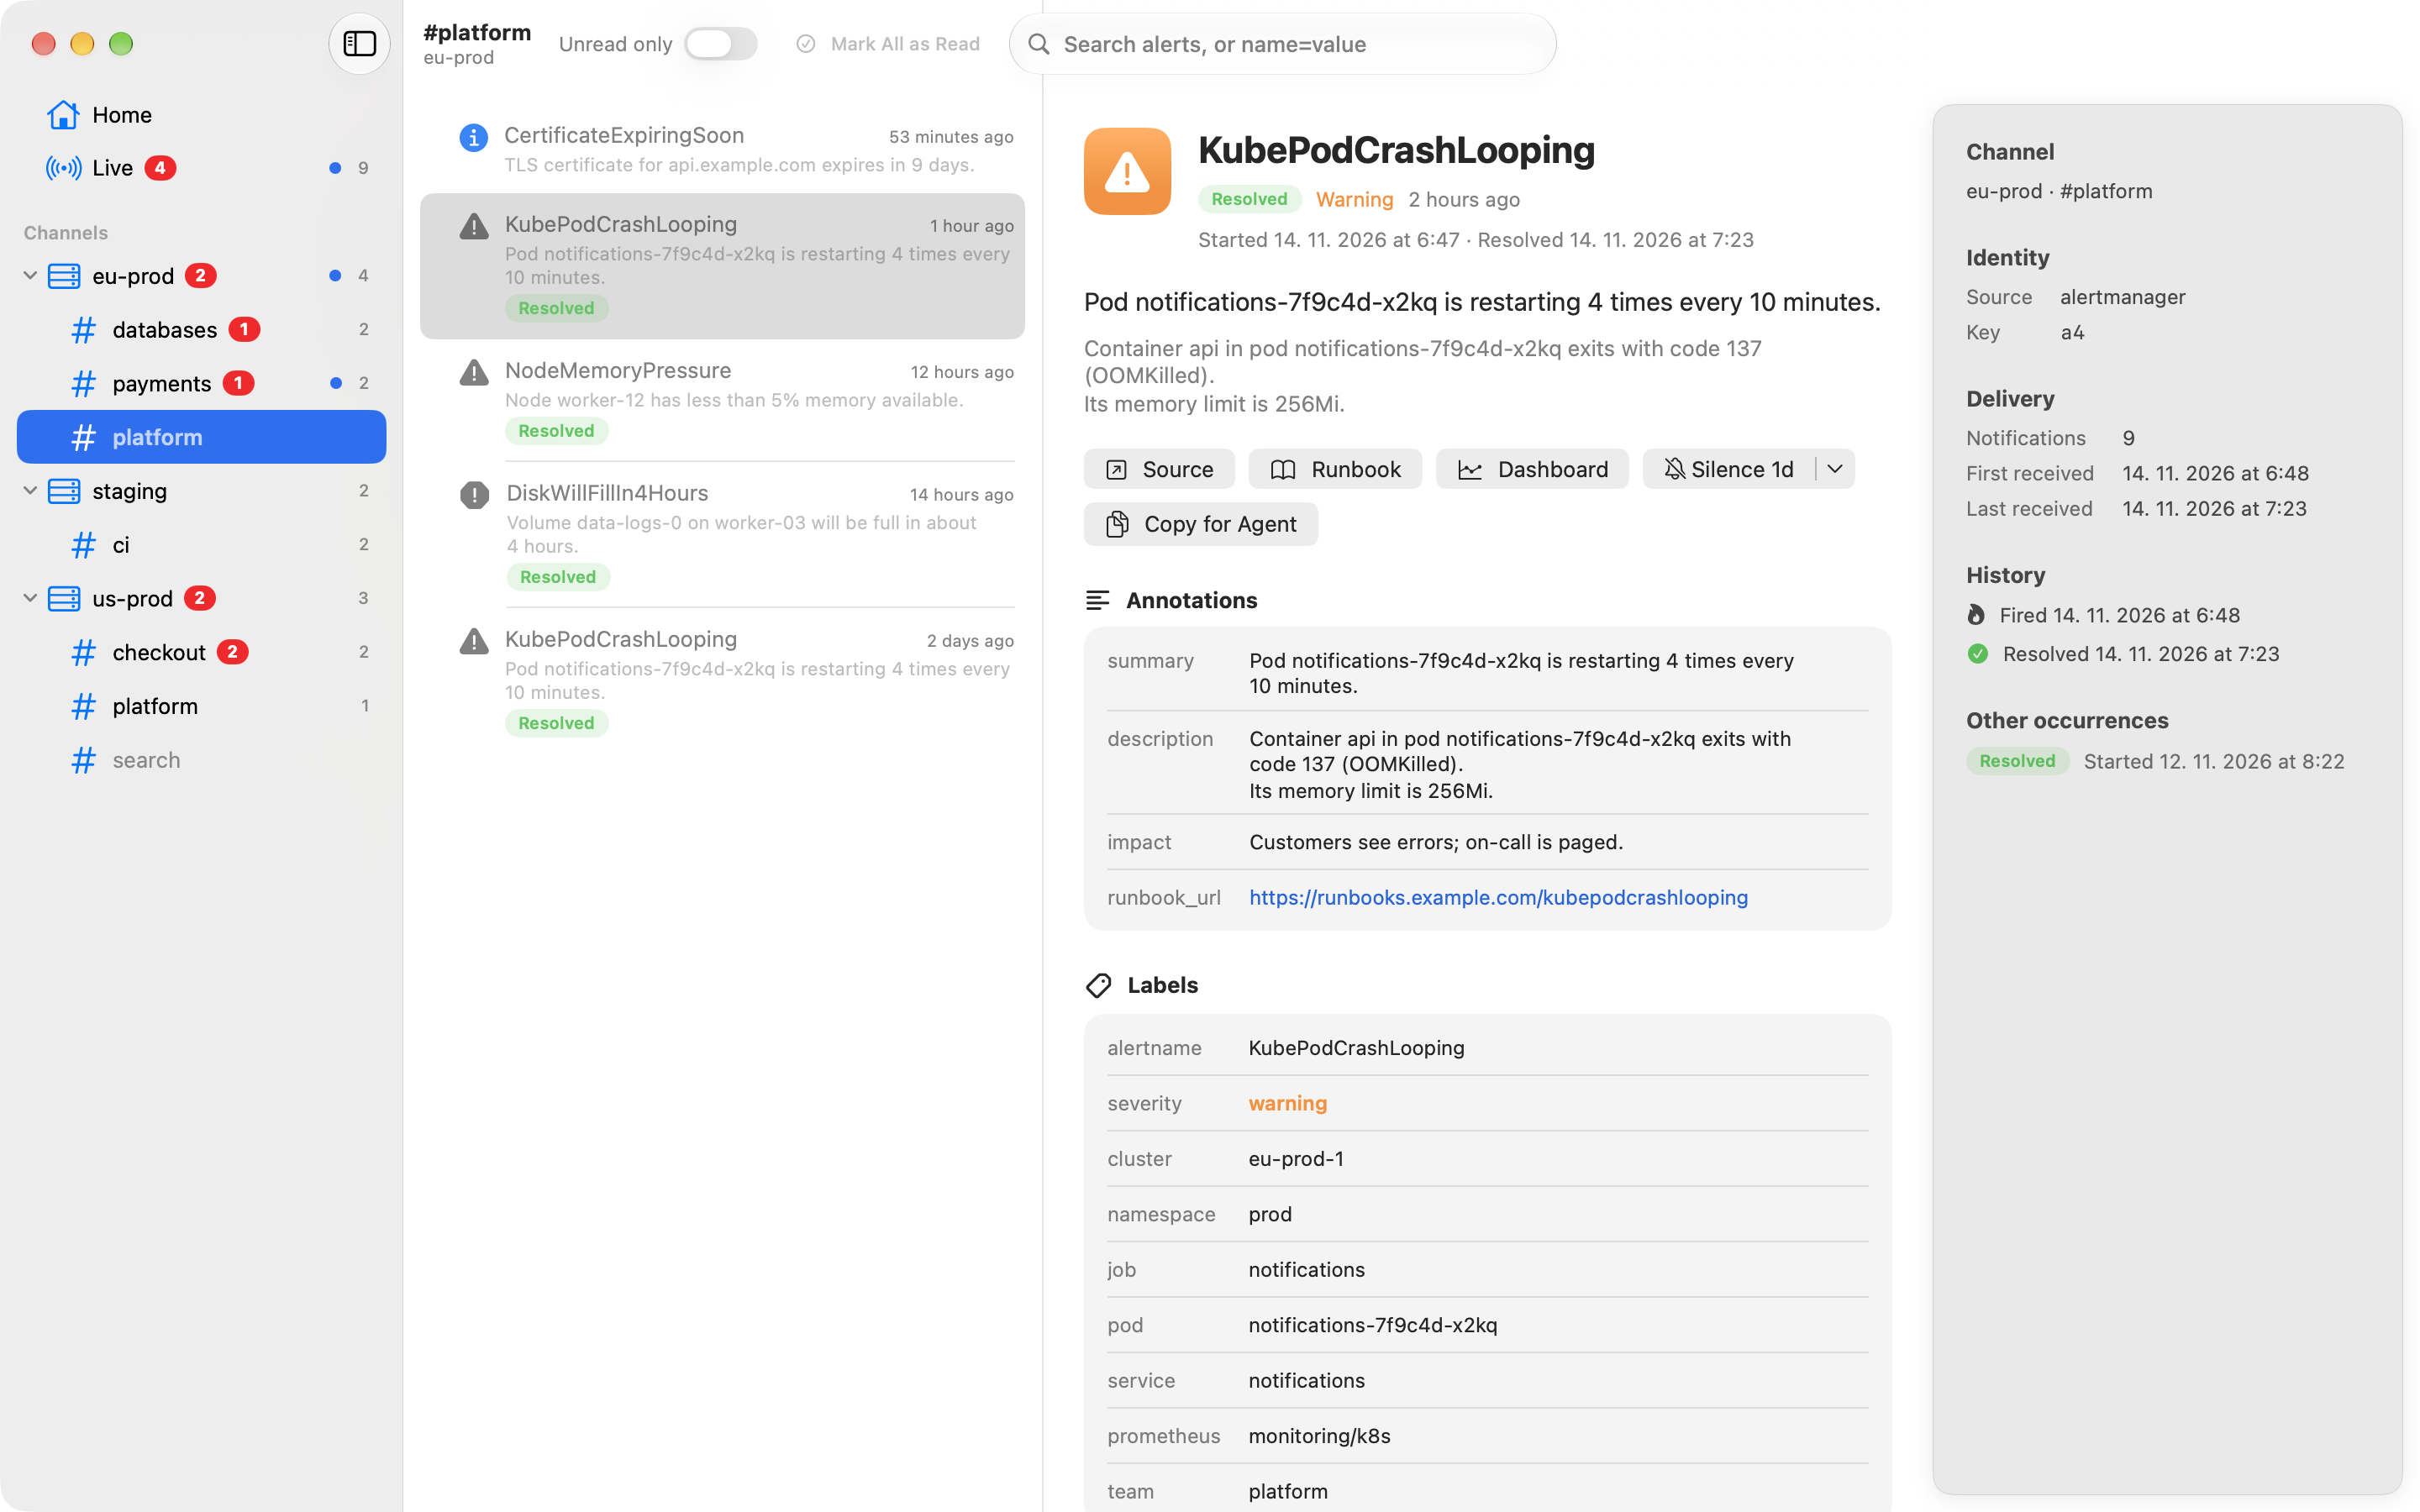 Home
Live 4 9
Channels
eu-prod 2 4
databases 1 2
payments 1 2
platform
staging 2
ci 2
us-prod 2 3
checkout 2 2
platform 1
search
#platform
eu-prod
Unread only
Mark All as Read
Search alerts, or name=value
CertificateExpiringSoon 53 minutes ago
TLS certificate for api.example.com expires in 9 days.
KubePodCrashLooping 1 hour ago
Pod notifications-7f9c4d-x2kq is restarting 4 times every
10 minutes.
Resolved
NodeMemoryPressure 12 hours ago
Node worker-12 has less than 5% memory available.
Resolved
DiskWillFillIn4Hours 14 hours ago
Volume data-logs-0 on worker-03 will be full in about
4 hours.
Resolved
KubePodCrashLooping 2 days ago
Pod notifications-7f9c4d-x2kq is restarting 4 times every
10 minutes.
Resolved
KubePodCrashLooping
Resolved Warning 2 hours ago
Started 14. 11. 2026 at 6:47 · Resolved 14. 11. 2026 at 7:23
Pod notifications-7f9c4d-x2kq is restarting 4 times every 10 minutes.
Container api in pod notifications-7f9c4d-x2kq exits with code 137
(OOMKilled).
Its memory limit is 256Mi.
Source Runbook Dashboard Silence 1d
Copy for Agent
Annotations
summary Pod notifications-7f9c4d-x2kq is restarting 4 times every
10 minutes.
description Container api in pod notifications-7f9c4d-x2kq exits with
code 137 (OOMKilled).
Its memory limit is 256Mi.
impact Customers see errors; on-call is paged.
runbook_url https://runbooks.example.com/kubepodcrashlooping
Labels
alertname KubePodCrashLooping
severity warning
cluster eu-prod-1
namespace prod
job notifications
pod notifications-7f9c4d-x2kq
service notifications
prometheus monitoring/k8s
team platform
Channel
eu-prod · #platform
Identity
Source alertmanager
Key a4
Delivery
Notifications 9
First received 14. 11. 2026 at 6:48
Last received 14. 11. 2026 at 7:23
History
Fired 14. 11. 2026 at 6:48
Resolved 14. 11. 2026 at 7:23
Other occurrences
Resolved Started 12. 11. 2026 at 8:22